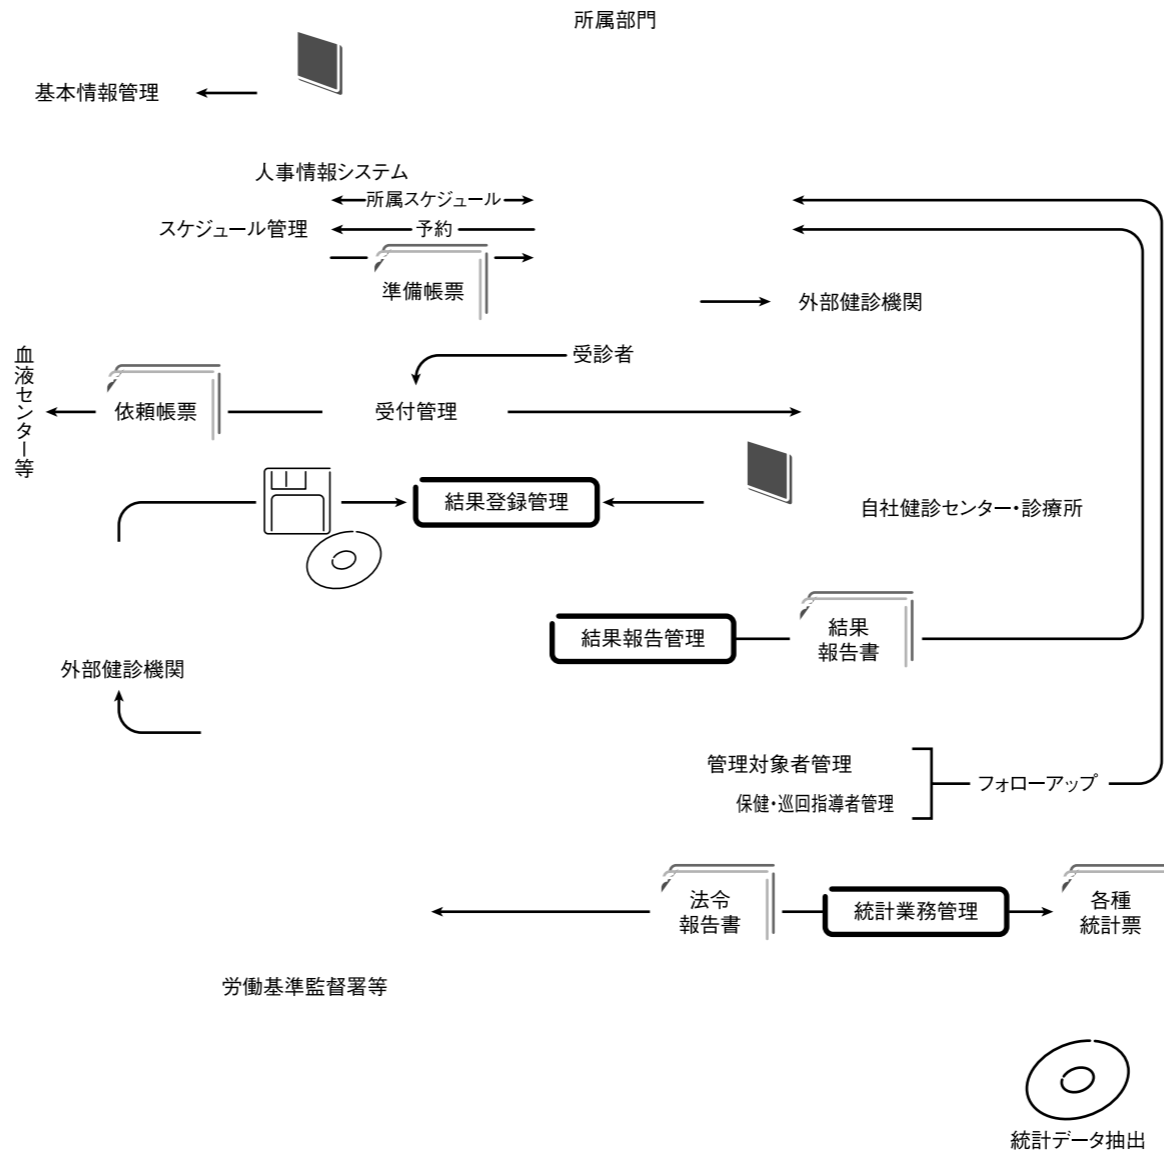 所属部門
基本情報管理
人事情報システム
所属スケジュール
スケジュール管理
予約
準備帳票
外部健診機関
受診者
血液センター等
依頼帳票
受付管理
結果登録管理
自社健診センター・診療所
結果報告管理
結果
報告書
外部健診機関
管理対象者管理
保健・巡回指導者管理
フォローアップ
法令
報告書
統計業務管理
各種
統計票
労働基準監督署等
統計データ抽出